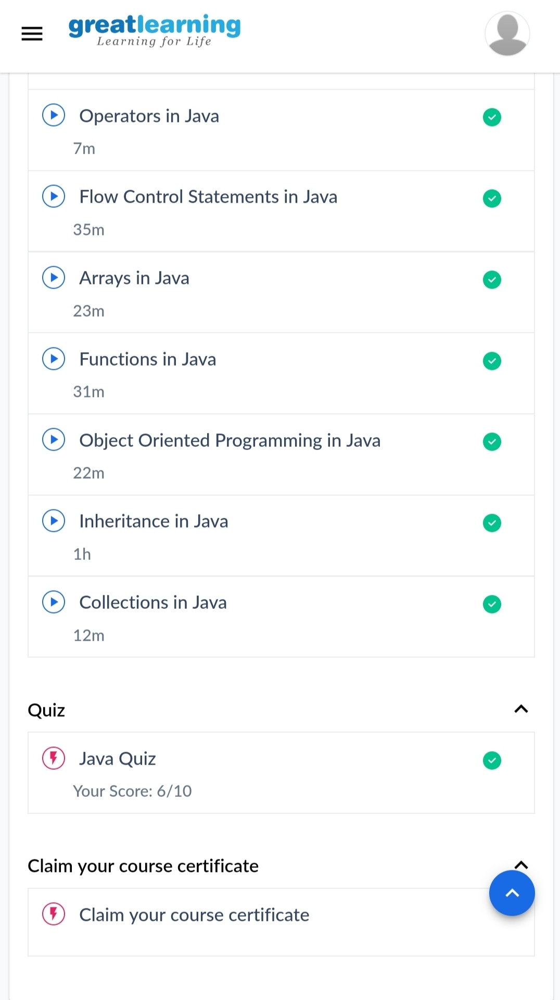 greatlearning
Learning for Life
Operators in Java
7m
Flow Control Statements in Java
35m
Arrays in Java
23m
Functions in Java
31m
Object Oriented Programming in Java
22m
Inheritance in Java
1h
Collections in Java
12m
Quiz
Java Quiz
Your Score: 6/10
Claim your course certificate
Claim your course certificate